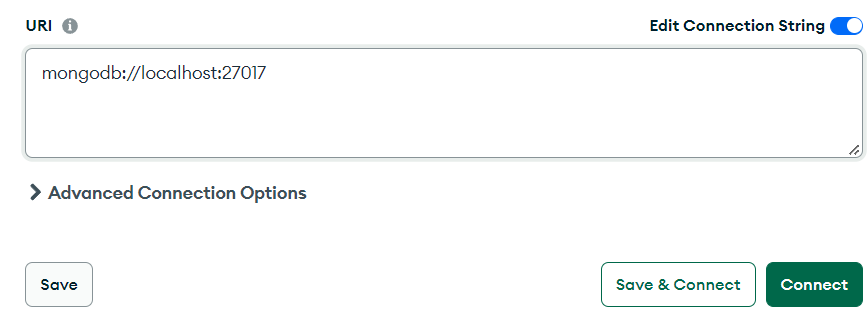 URI Edit Connection String
mongodb://localhost:27017
Advanced Connection Options
Save Save & Connect Connect